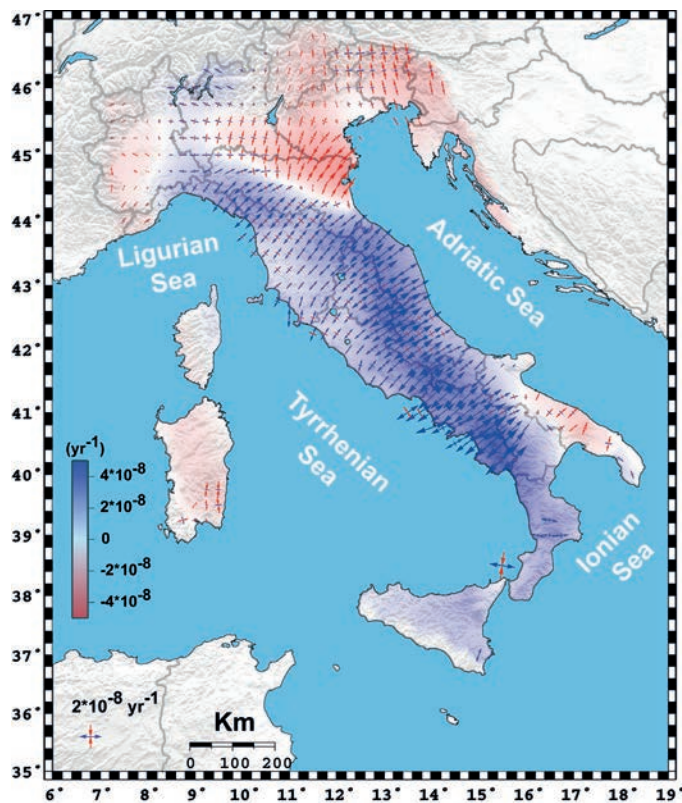 47°
46°
45°
44°
43°
42°
41°
40°
39°
38°
37°
36°
35°
Ligurian
Sea
Adriatic Sea
Tyrrhenian
Sea
Ionian
Sea
(yr⁻¹)
4*10⁻⁸
2*10⁻⁸
0
-2*10⁻⁸
-4*10⁻⁸
2*10⁻⁸ yr⁻¹
Km
0 100 200
6° 7° 8° 9° 10° 11° 12° 13° 14° 15° 16° 17° 18° 19°